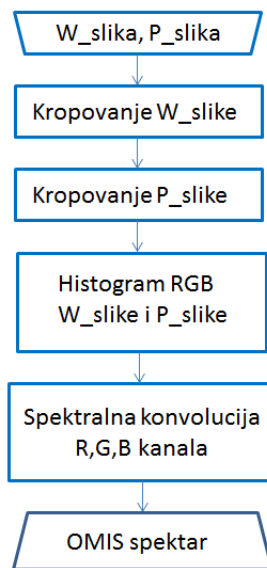 W_slika, P_slika
Kropovanje W_slike
Kropovanje P_slike
Histogram RGB
W_slike i P_slike
Spektralna konvolucija
R,G,B kanala
OMIS spektar